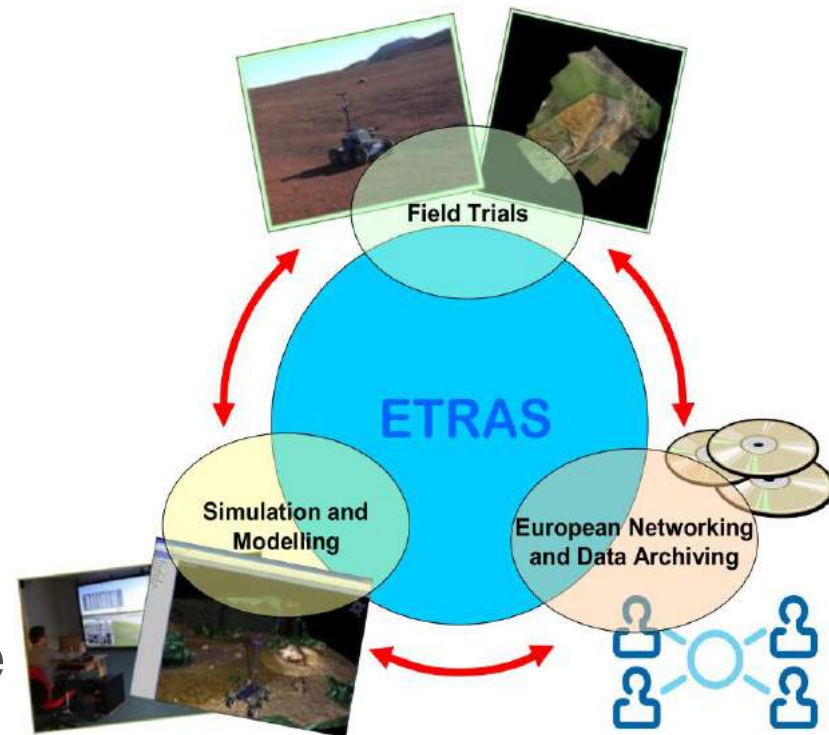 Field Trials
ETRAS
Simulation and
Modelling
European Networking
and Data Archiving
e